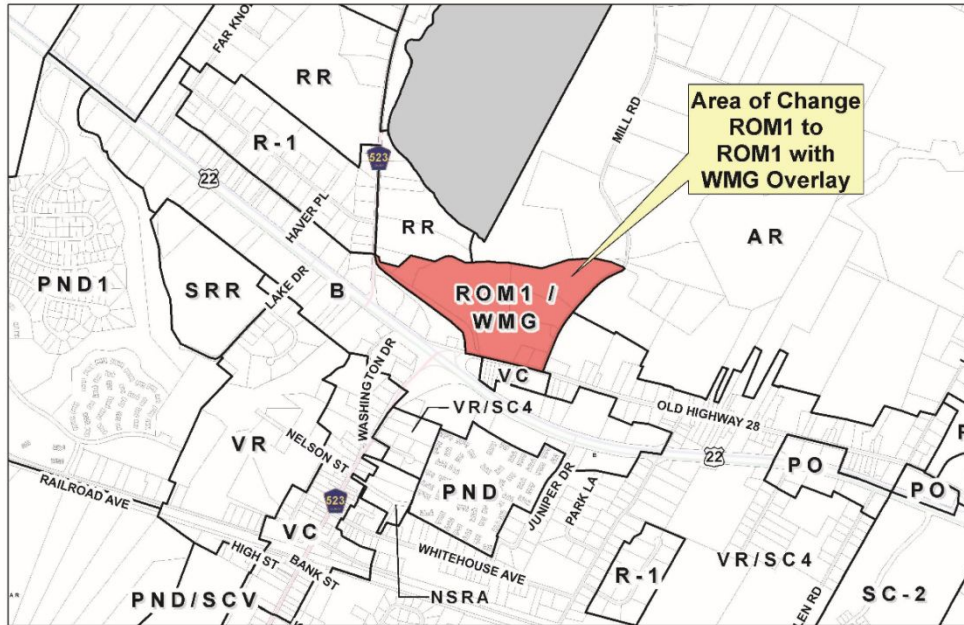 FAR KNO
RR
R-1
523
MILL RD
Area of Change
ROM1 to
ROM1 with
WMG Overlay
22
HAVER PL
RR
AR
PND1
SRR
LAKE DR
B
ROM1 /
WMG
WASHINGTON DR
VC
VR/SC4
OLD HIGHWAY 28
VR
NELSON ST
PND
JUNIPER DR
PARK LA
B
22
PO
PO
RAILROAD AVE
523
VC
HIGH ST
BANK ST
WHITEHOUSE AVE
NSRA
R-1
VR/SC4
PND/SCV
SC-2
LEN RD
AR